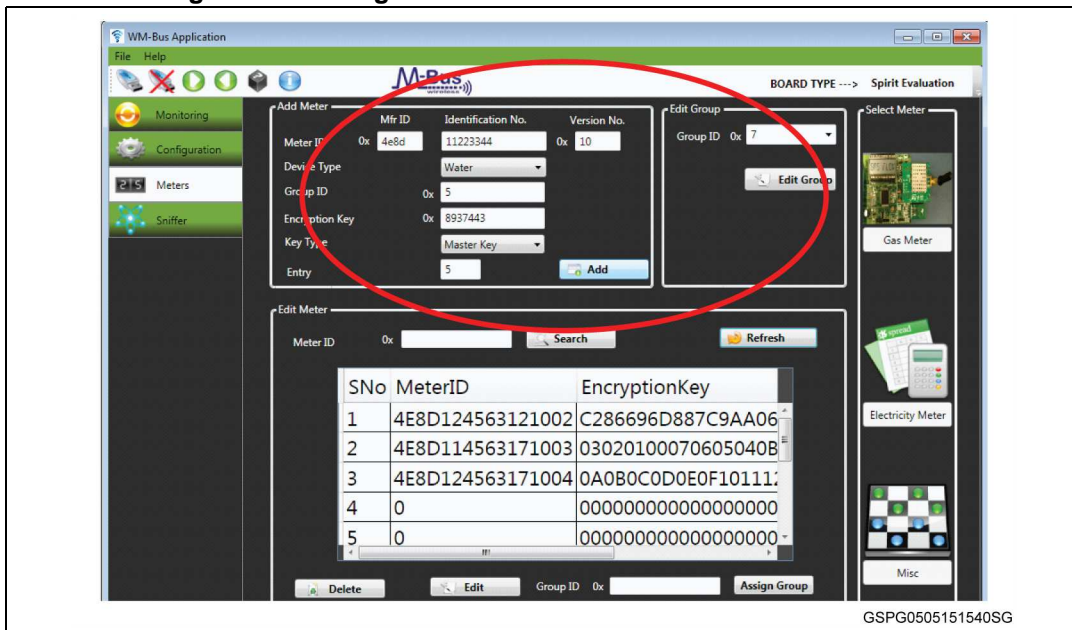 WM-Bus Application
File Help
M-Bus
wireless
BOARD TYPE ---> Spirit Evaluation
Monitoring
Configuration
Meters
Sniffer
Add Meter
Mfr ID Identification No. Version No.
Meter ID 0x 4e8d 11223344 0x 10
Device Type Water
Group ID 0x 5
Encryption Key 0x 8937443
Key Type Master Key
Entry 5 Add
Edit Group
Group ID 0x 7
Edit Group
Select Meter
Gas Meter
Electricity Meter
Misc
Edit Meter
Meter ID 0x Search Refresh
SNo MeterID EncryptionKey
1 4E8D124563121002 C286696D887C9AA06
2 4E8D114563171003 03020100070605040B
3 4E8D124563171004 0A0B0C0D0E0F10111
4 0 000000000000000000
5 0 000000000000000000
Delete Edit Group ID 0x Assign Group
GSPG0505151540SG